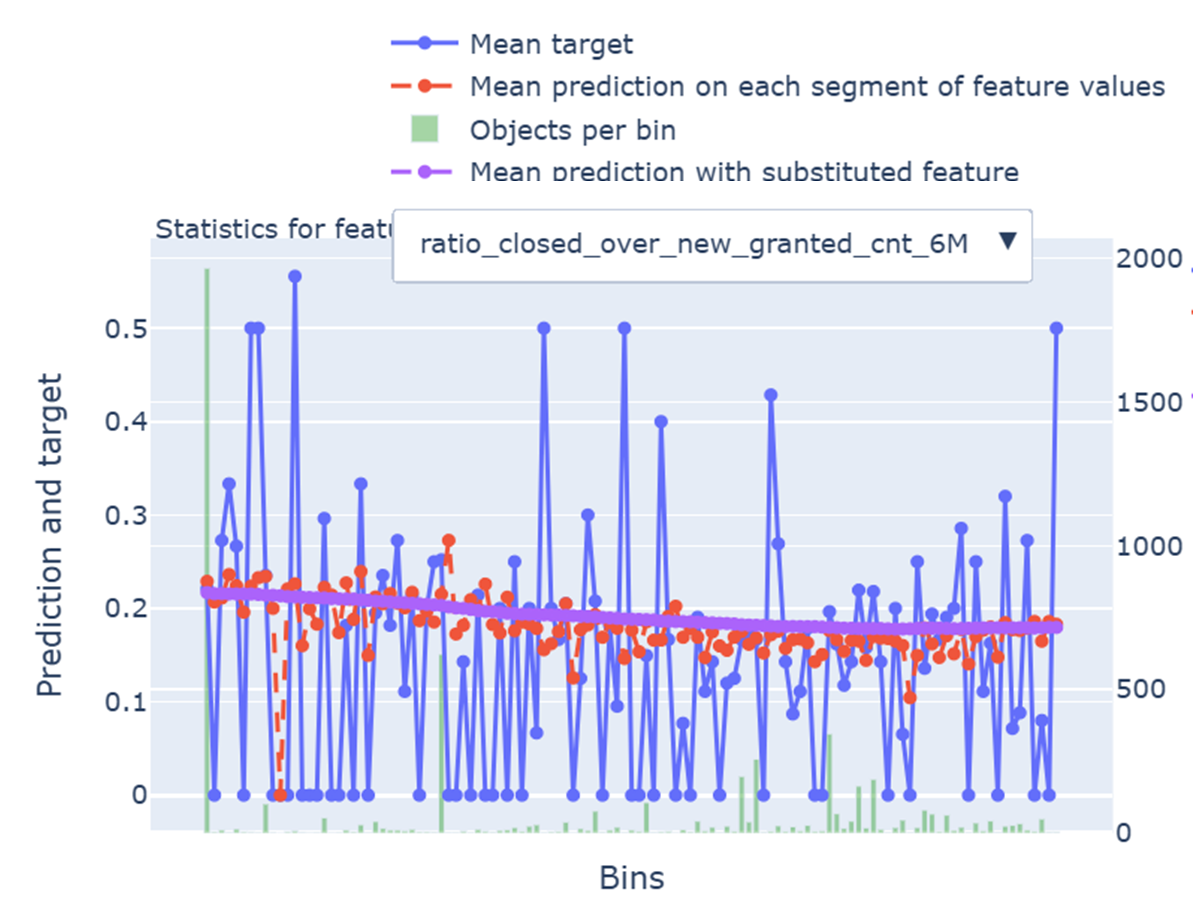 Mean target
Mean prediction on each segment of feature values
Objects per bin
Mean prediction with substituted feature
Statistics for featu
ratio_closed_over_new_granted_cnt_6M ▼
2000
0.5
1500
0.4
0.3
1000
0.2
500
0.1
0
0
Prediction and target
Bins